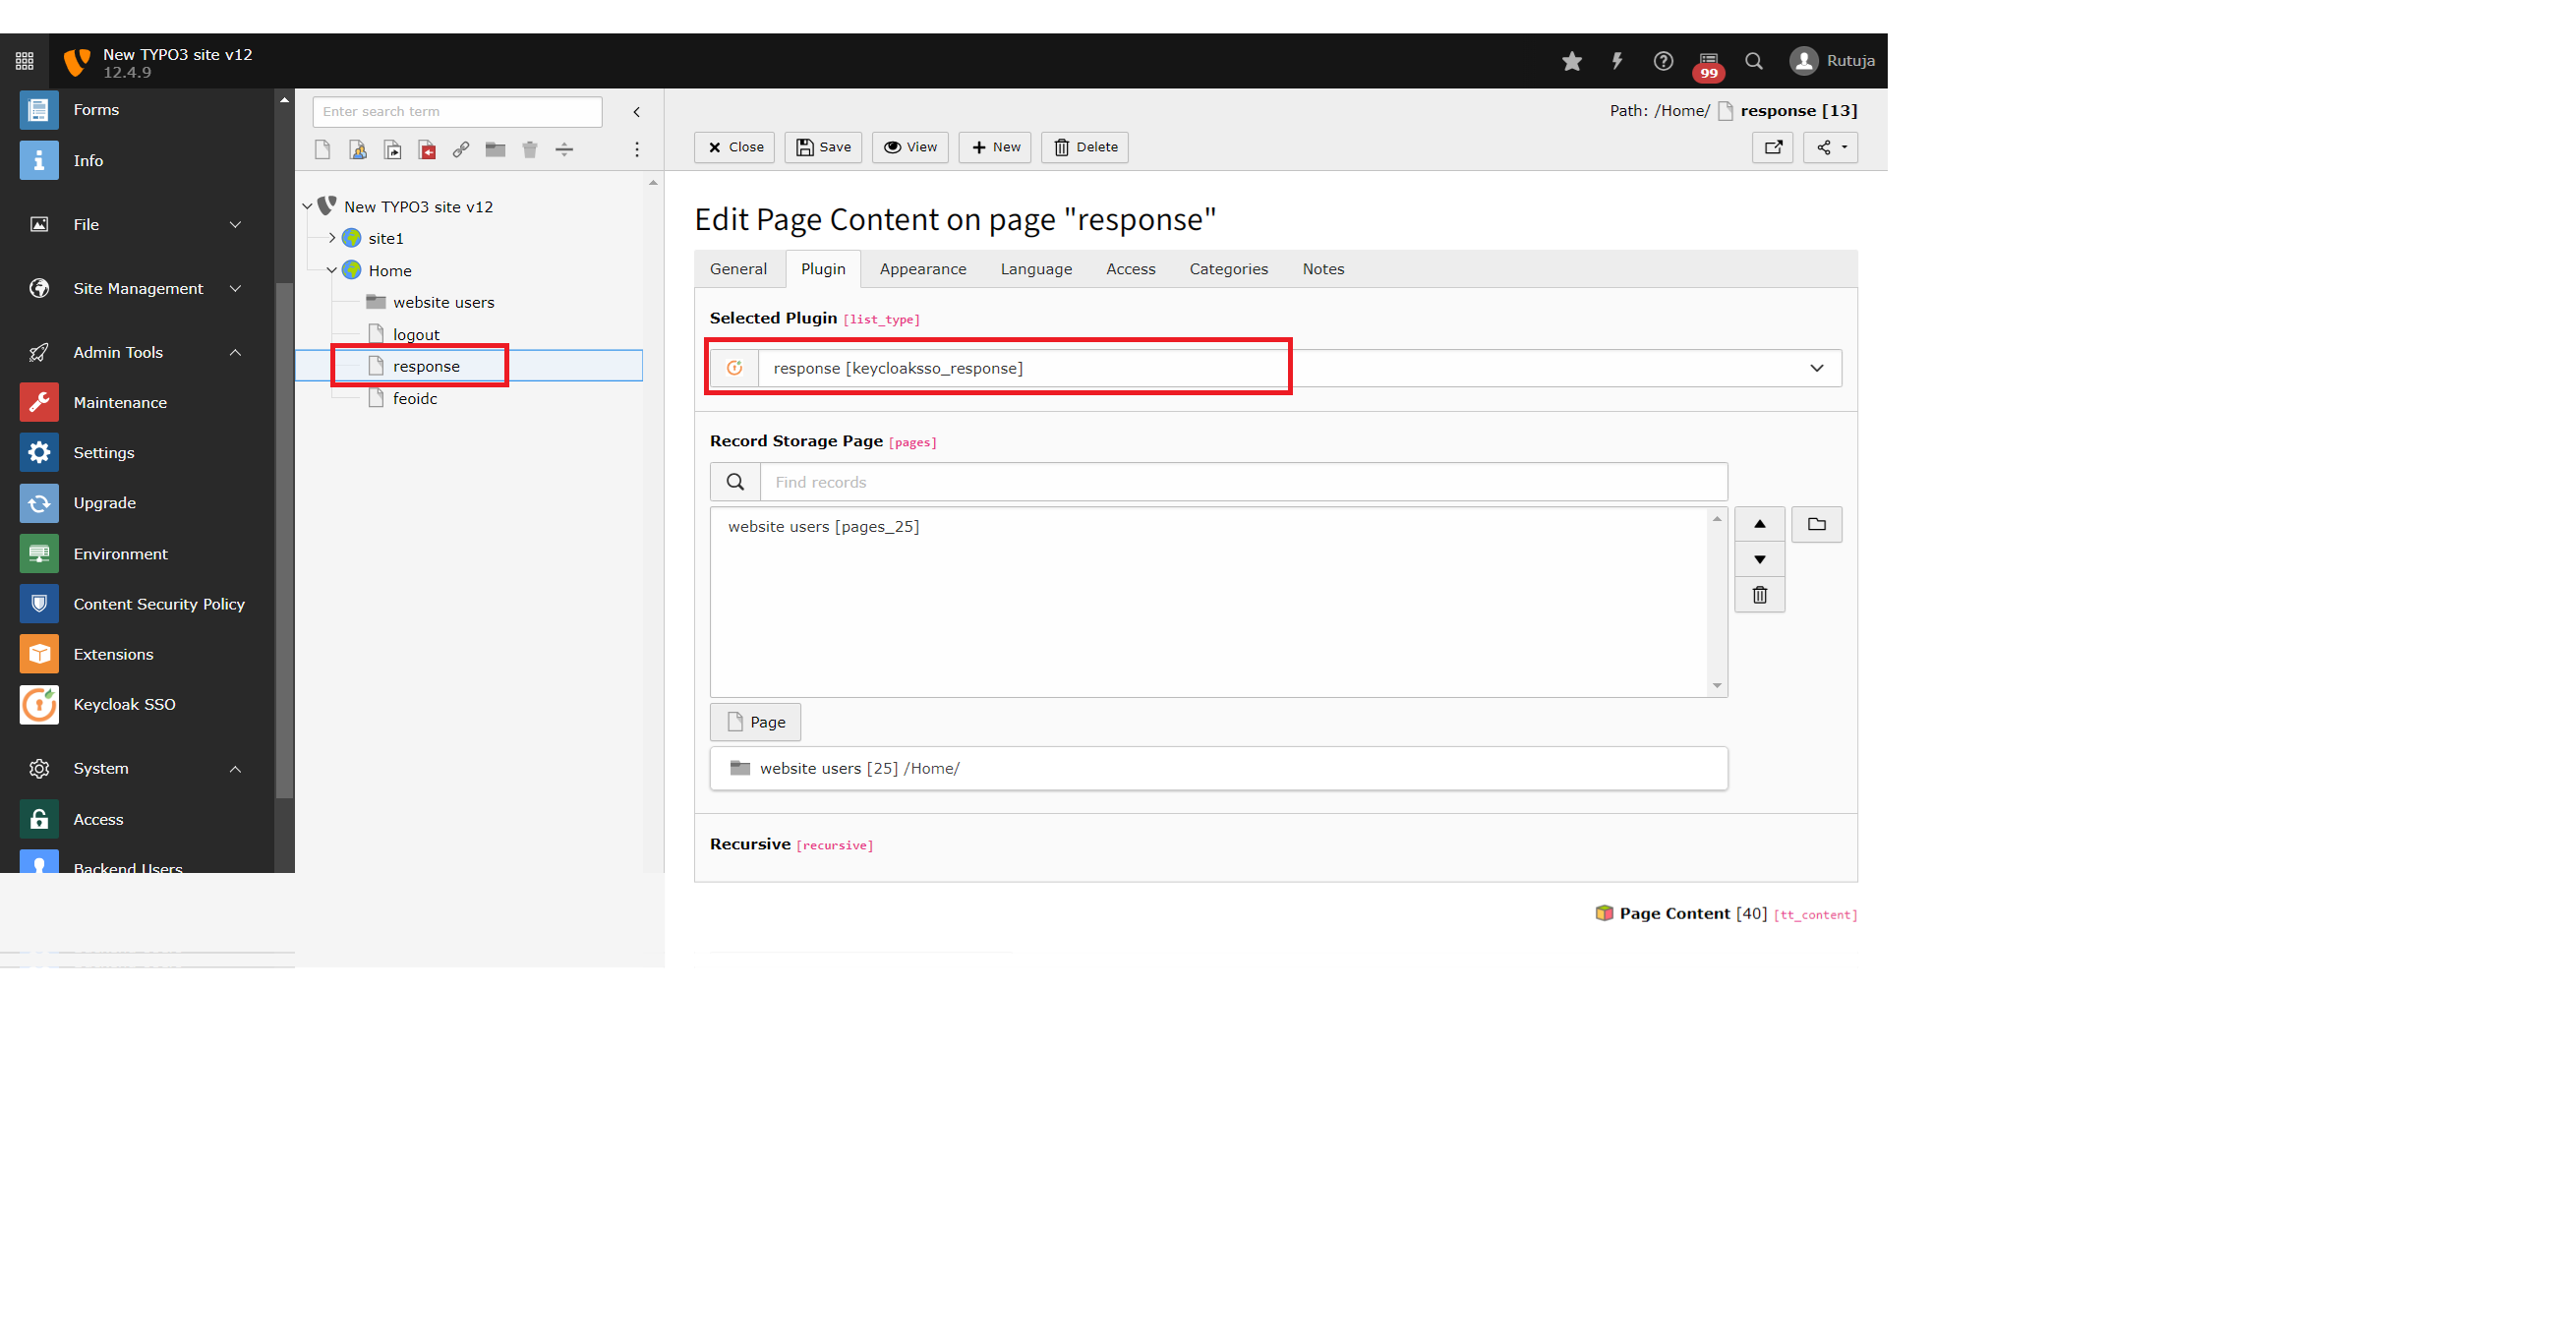 New TYPO3 site v12
12.4.9
99
Rutuja
Forms
Info
File
Site Management
Admin Tools
Maintenance
Settings
Upgrade
Environment
Content Security Policy
Extensions
Keycloak SSO
System
Access
Backend Users
Enter search term
New TYPO3 site v12
site1
Home
website users
logout
response
feoidc
Path: /Home/ response [13]
Close Save View New Delete
Edit Page Content on page "response"
General Plugin Appearance Language Access Categories Notes
Selected Plugin [list_type]
response [keycloaksso_response]
Record Storage Page [pages]
Find records
website users [pages_25]
Page
website users [25] /Home/
Recursive [recursive]
Page Content [40] [tt_content]